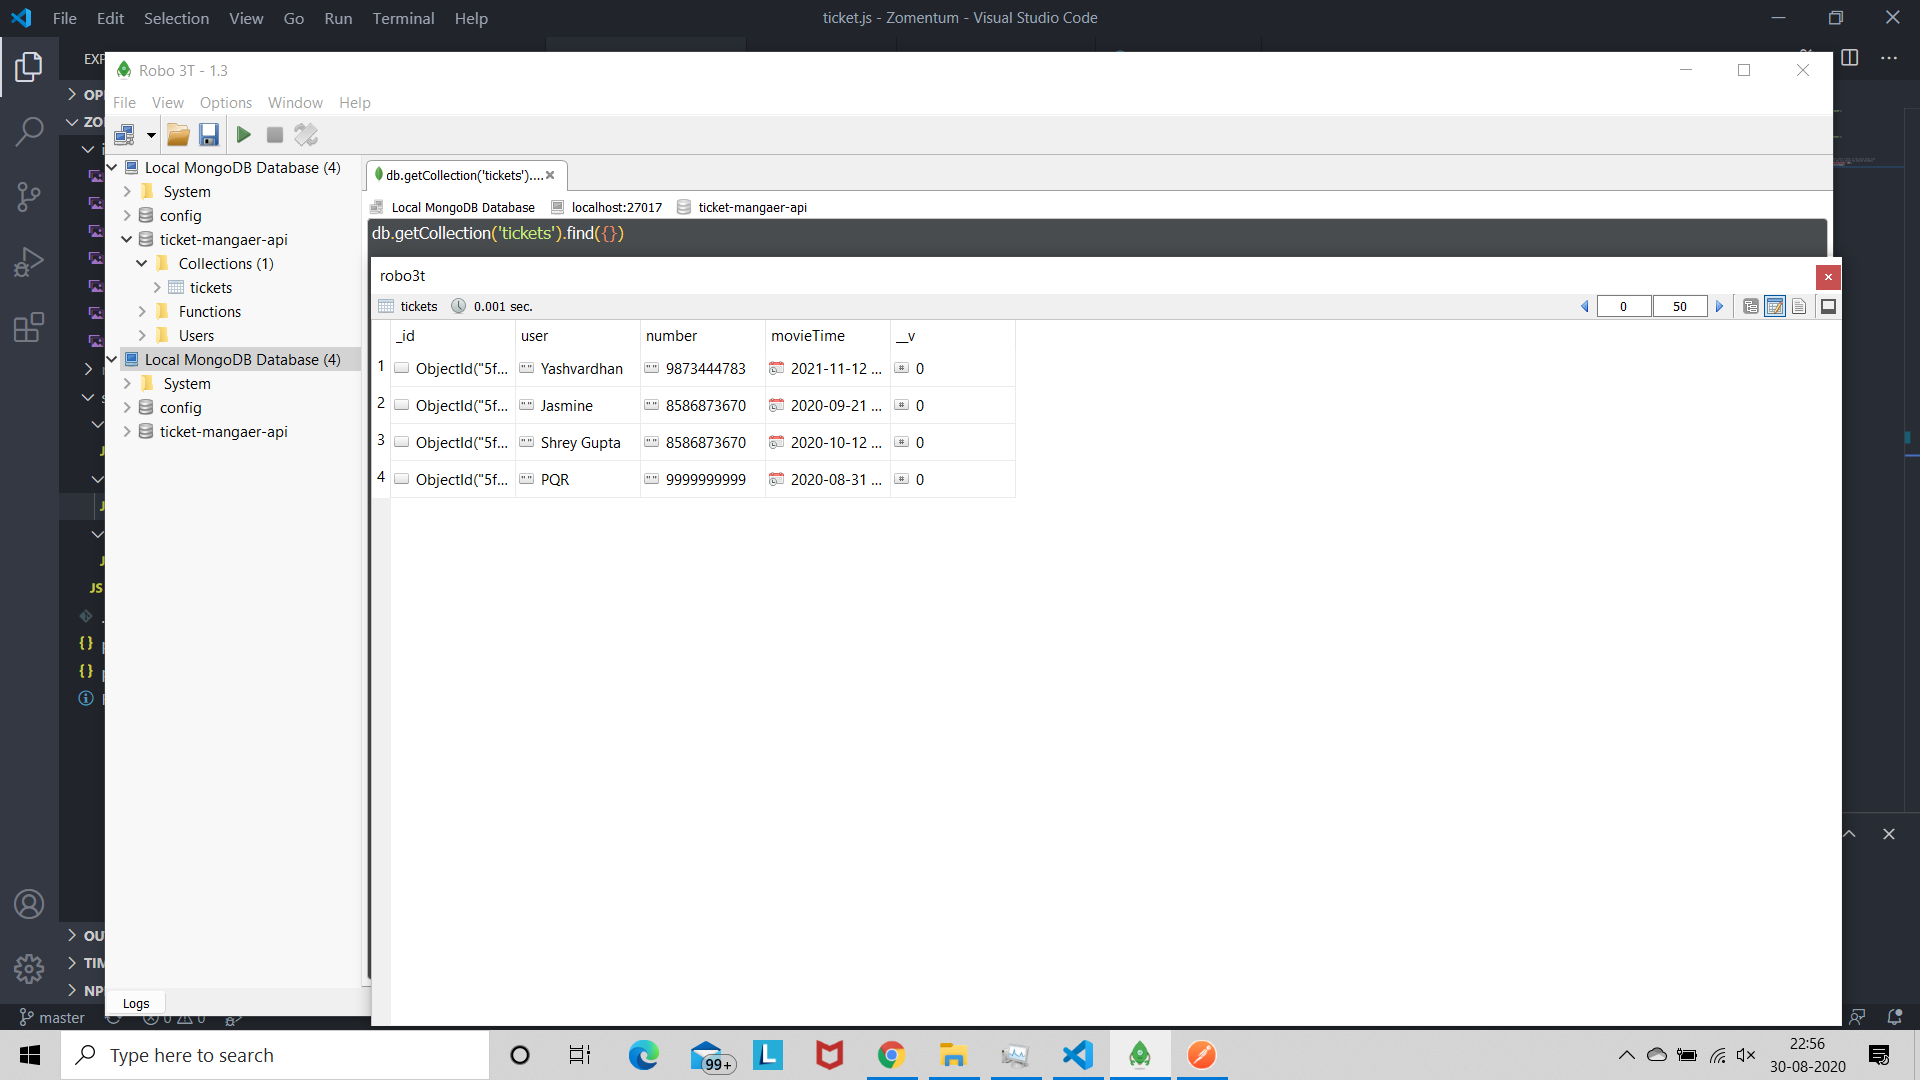 File Edit Selection View Go Run Terminal Help
ticket.js - Zomentum - Visual Studio Code
Robo 3T - 1.3
File View Options Window Help
Local MongoDB Database (4)
System
config
ticket-mangaer-api
Collections (1)
tickets
Functions
Users
Local MongoDB Database (4)
System
config
ticket-mangaer-api
Logs
db.getCollection('tickets')....
Local MongoDB Database localhost:27017 ticket-mangaer-api
db.getCollection('tickets').find({})
robo3t
tickets 0.001 sec.
0 50
_id user number movieTime __v
1 ObjectId("5f... Yashvardhan 9873444783 2021-11-12 ... 0
2 ObjectId("5f... Jasmine 8586873670 2020-09-21 ... 0
3 ObjectId("5f... Shrey Gupta 8586873670 2020-10-12 ... 0
4 ObjectId("5f... PQR 9999999999 2020-08-31 ... 0
EXP
OP
ZO
JS
OU
TIM
NP
master
Type here to search
99+
L
22:56
30-08-2020